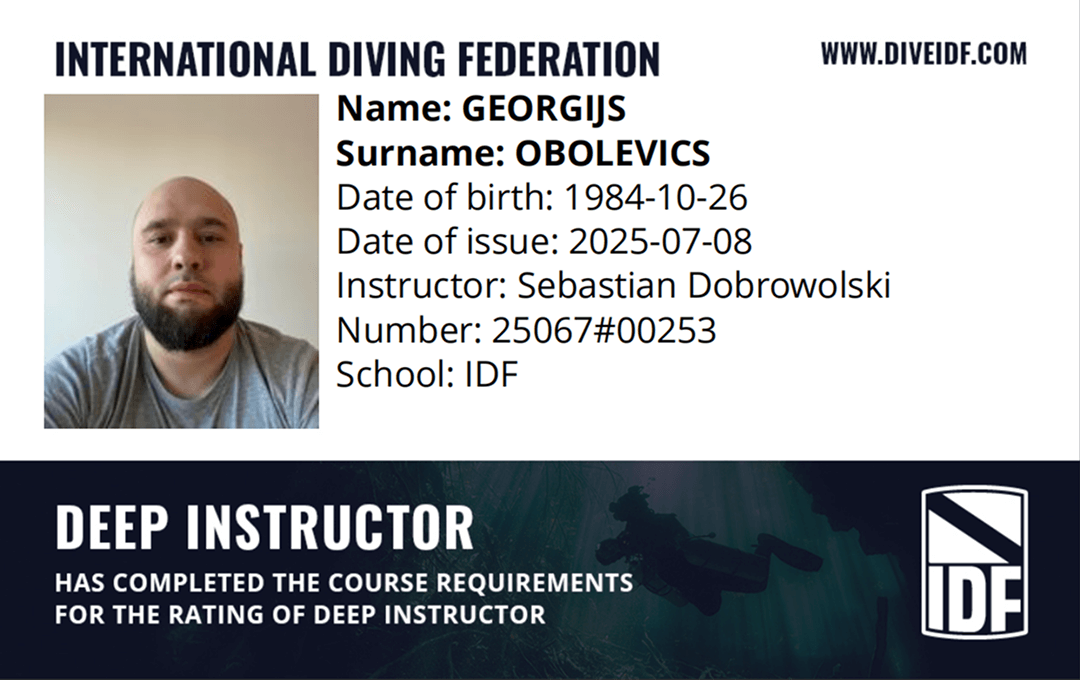 INTERNATIONAL DIVING FEDERATION
WWW.DIVEIDF.COM
Name: GEORGIJS
Surname: OBOLEVICS
Date of birth: 1984-10-26
Date of issue: 2025-07-08
Instructor: Sebastian Dobrowolski
Number: 25067#00253
School: IDF
DEEP INSTRUCTOR
HAS COMPLETED THE COURSE REQUIREMENTS
FOR THE RATING OF DEEP INSTRUCTOR
IDF